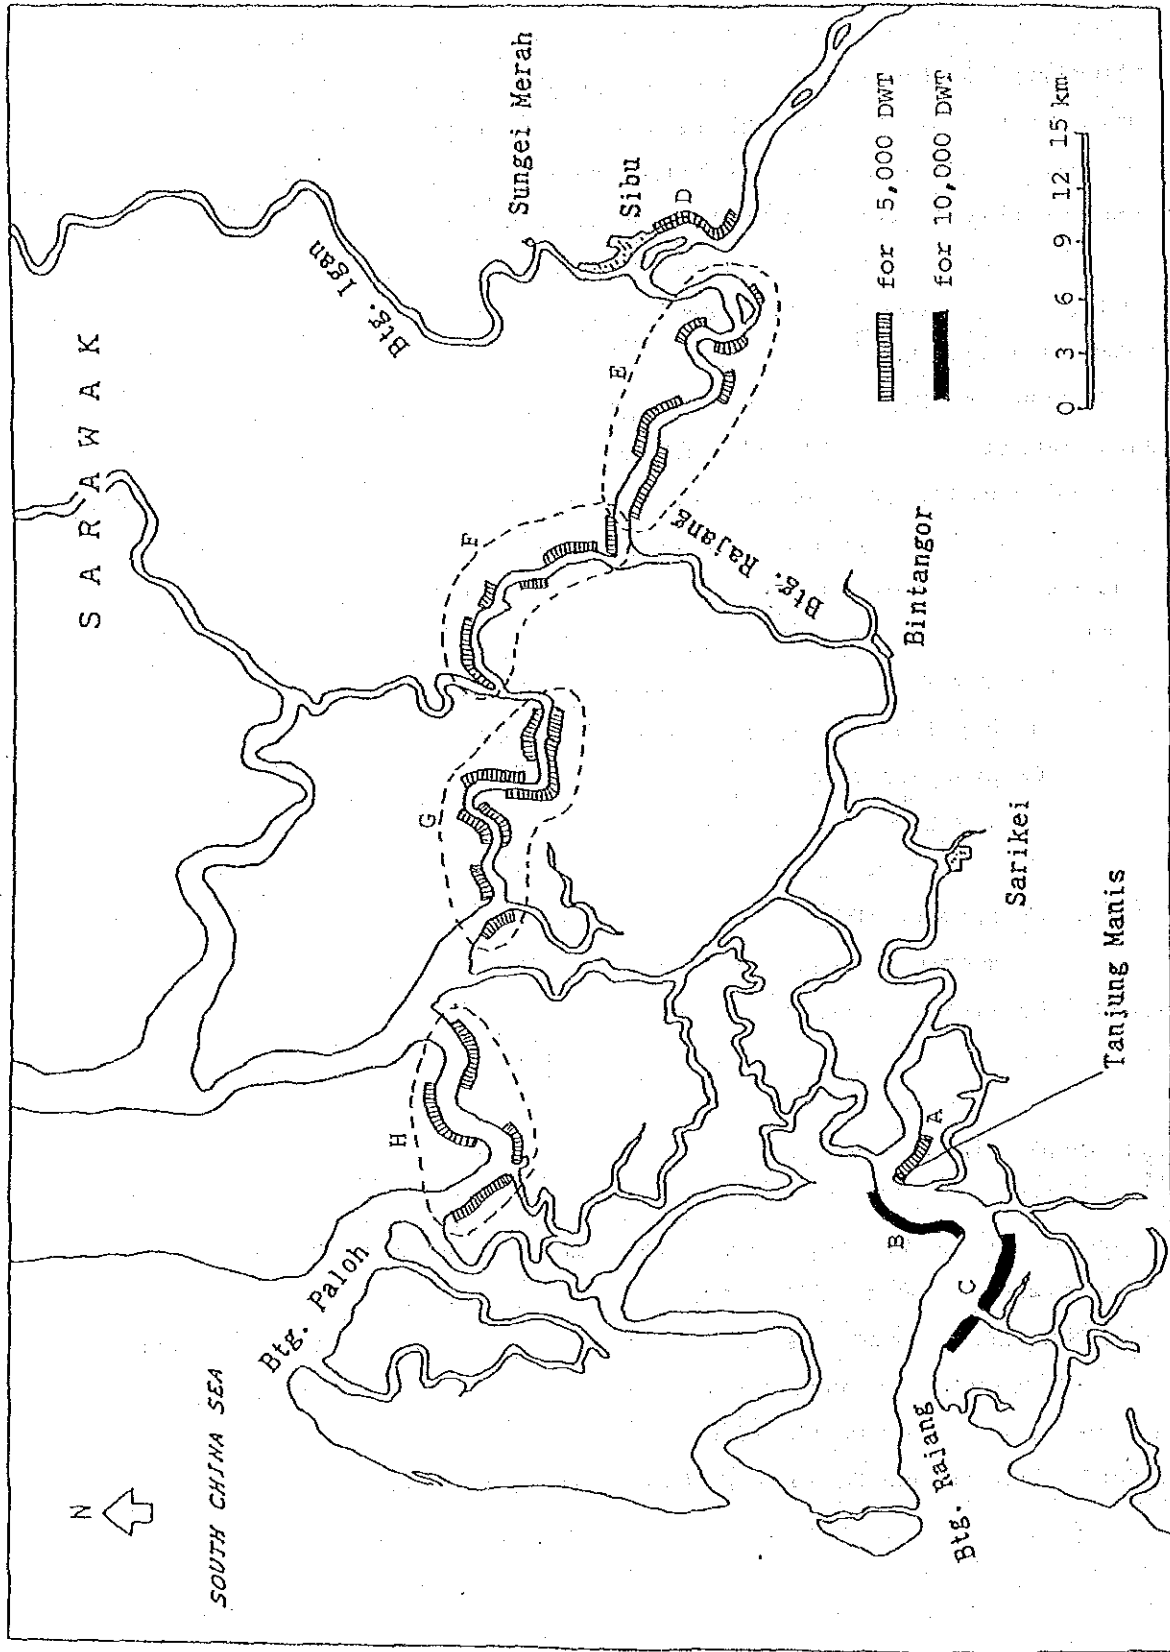 N
SOUTH CHINA SEA
SARAWAK
Btg. Paloh
Btg. Igan
Sungei Merah
Sibu
D
E
F
G
H
Btg. Rajang
Bintangor
Sarikei
Tanjung Manis
A
B
C
Btg. Rajang
for 5,000 DWT
for 10,000 DWT
0 3 6 9 12 15 km